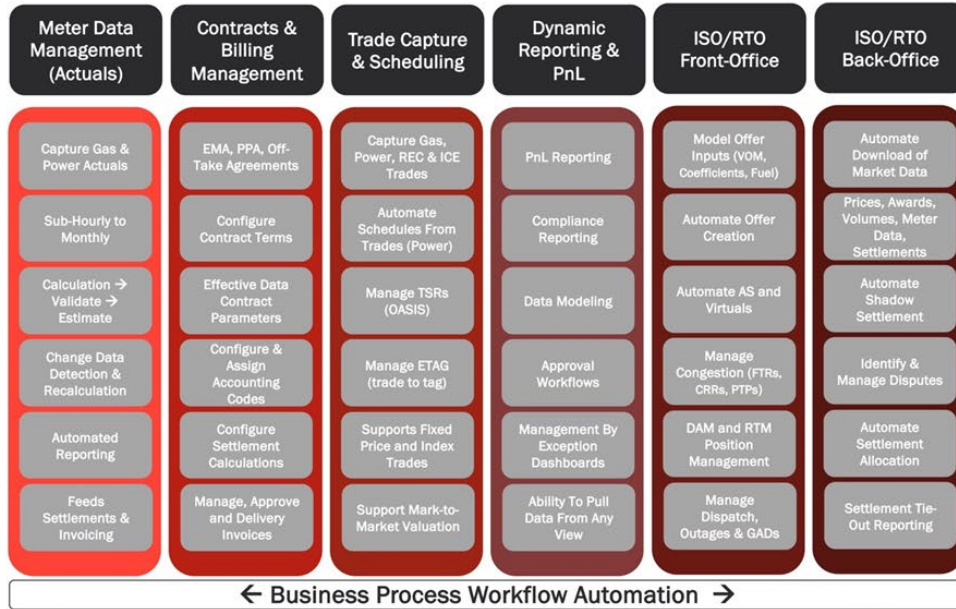 Meter Data
Management
(Actuals)
Contracts &
Billing
Management
Trade Capture
& Scheduling
Dynamic
Reporting &
PnL
ISO/RTO
Front-Office
ISO/RTO
Back-Office
Capture Gas &
Power Actuals
Sub-Hourly to
Monthly
Calculation →
Validate →
Estimate
Change Data
Detection &
Recalculation
Automated
Reporting
Feeds
Settlements &
Invoicing
EMA, PPA, Off-
Take Agreements
Configure
Contract Terms
Effective Data
Contract
Parameters
Configure &
Assign
Accounting
Codes
Configure
Settlement
Calculations
Manage, Approve
and Delivery
Invoices
Capture Gas,
Power, REC & ICE
Trades
Automate
Schedules From
Trades (Power)
Manage TSRs
(OASIS)
Manage ETAG
(trade to tag)
Supports Fixed
Price and Index
Trades
Support Mark-to-
Market Valuation
PnL Reporting
Compliance
Reporting
Data Modeling
Approval
Workflows
Management By
Exception
Dashboards
Ability To Pull
Data From Any
View
Model Offer
Inputs (VOM,
Coefficients, Fuel)
Automate Offer
Creation
Automate AS and
Virtuals
Manage
Congestion (FTRs,
CRRs, PTPs)
DAM and RTM
Position
Management
Manage
Dispatch,
Outages & GADs
Automate
Download of
Market Data
Prices, Awards,
Volumes, Meter
Data,
Settlements
Automate
Shadow
Settlement
Identify &
Manage Disputes
Automate
Settlement
Allocation
Settlement Tie-
Out Reporting
← Business Process Workflow Automation →